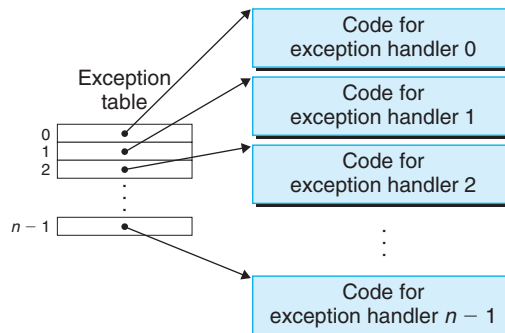 Exception
table
0
1
2
n − 1
Code for
exception handler 0
Code for
exception handler 1
Code for
exception handler 2
Code for
exception handler n − 1